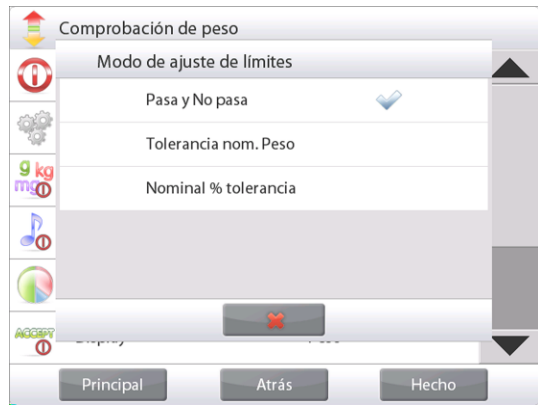 Comprobación de peso
Modo de ajuste de límites
Pasa y No pasa
Tolerancia nom. Peso
Nominal % tolerancia
g kg
mg
ACCEPT
Principal
Atrás
Hecho